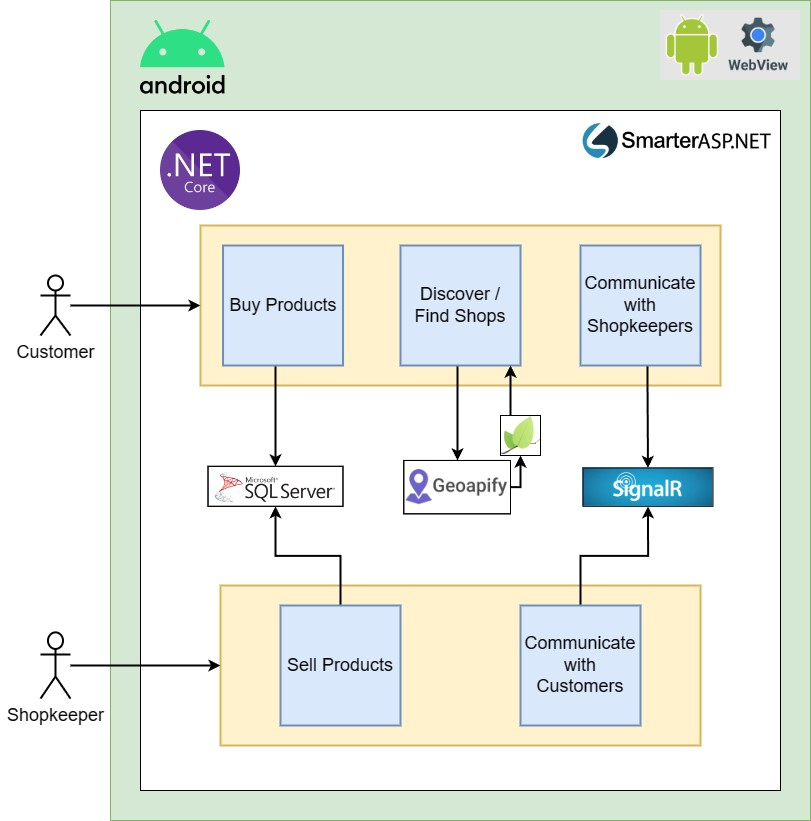 android
WebView
.NET
Core
SmarterASP.NET
Buy Products
Discover /
Find Shops
Communicate
with
Shopkeepers
Customer
Microsoft
SQL Server
Geoapify
SignalR
Sell Products
Communicate
with
Customers
Shopkeeper